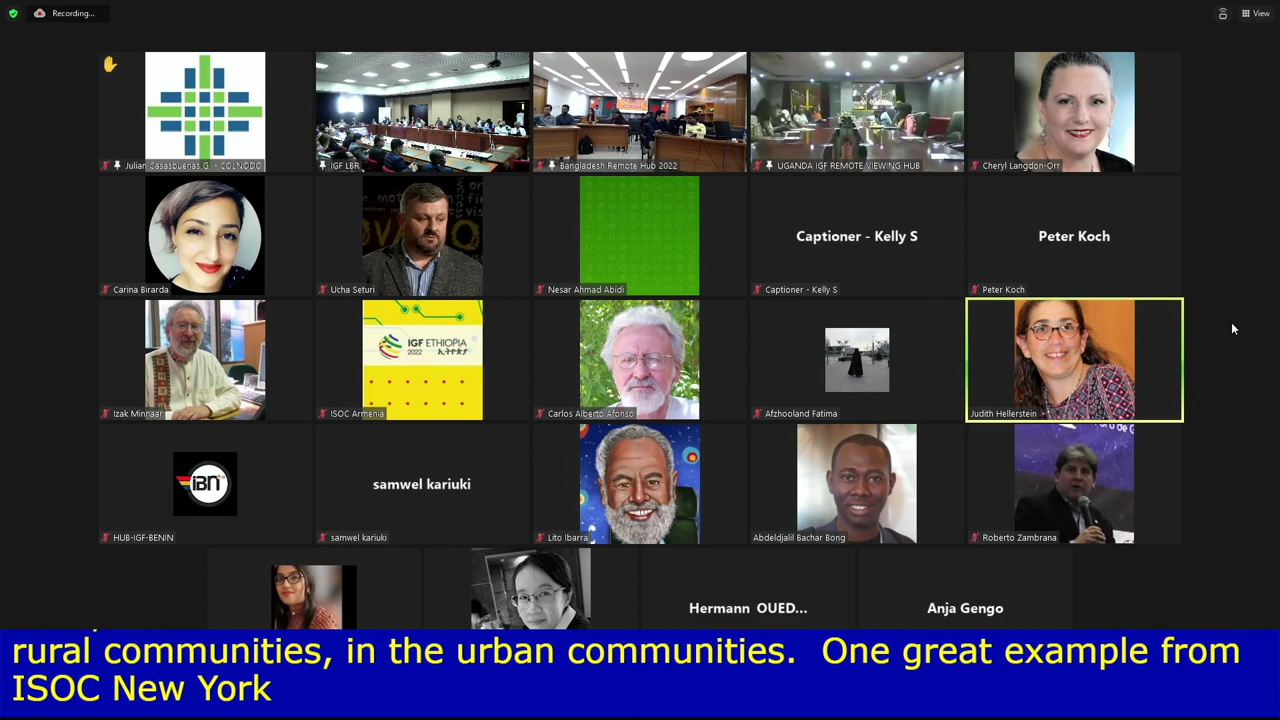 Recording...
View
Julian Casasbuenas G. - COLNODO
IGF LBR
Bangladesh Remote Hub 2022
UGANDA IGF REMOTE VIEWING HUB
Cheryl Langdon-Orr
Captioner - Kelly S
Peter Koch
Carina Birarda
Ucha Seturi
Nesar Ahmad Abidi
Captioner - Kelly S
Peter Koch
IGF ETHIOPIA
2022 ኢትዮጵያ
Izak Minnaar
ISOC Armenia
Carlos Alberto Afonso
Afzhooland Fatima
Judith Hellerstein
iBN
samwel kariuki
HUB-IGF-BENIN
samwel kariuki
Lito Ibarra
Abdeldjalil Bachar Bong
Roberto Zambrana
Hermann OUED...
Anja Gengo
rural communities, in the urban communities.  One great example from
ISOC New York